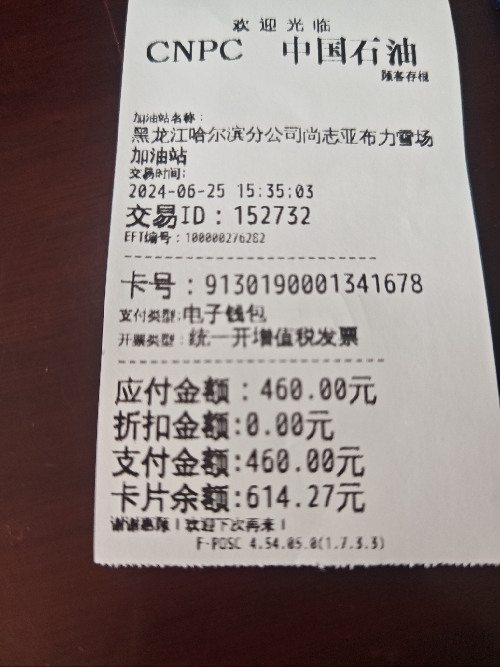 欢迎光临
CNPC 中国石油
顾客存根
加油站名称：
黑龙江哈尔滨分公司尚志亚布力雪场
加油站
交易时间:
2024-06-25 15:35:03
交易ID：152732
EFT编号：100000276282
卡号：9130190001341678
支付类型:电子钱包
开票类型：统一开增值税发票
应付金额：460.00元
折扣金额:0.00元
支付金额:460.00元
卡片余额:614.27元
谢谢惠顾！欢迎下次再来！
F-POSC 4.54.05.0(1.7.3.3)